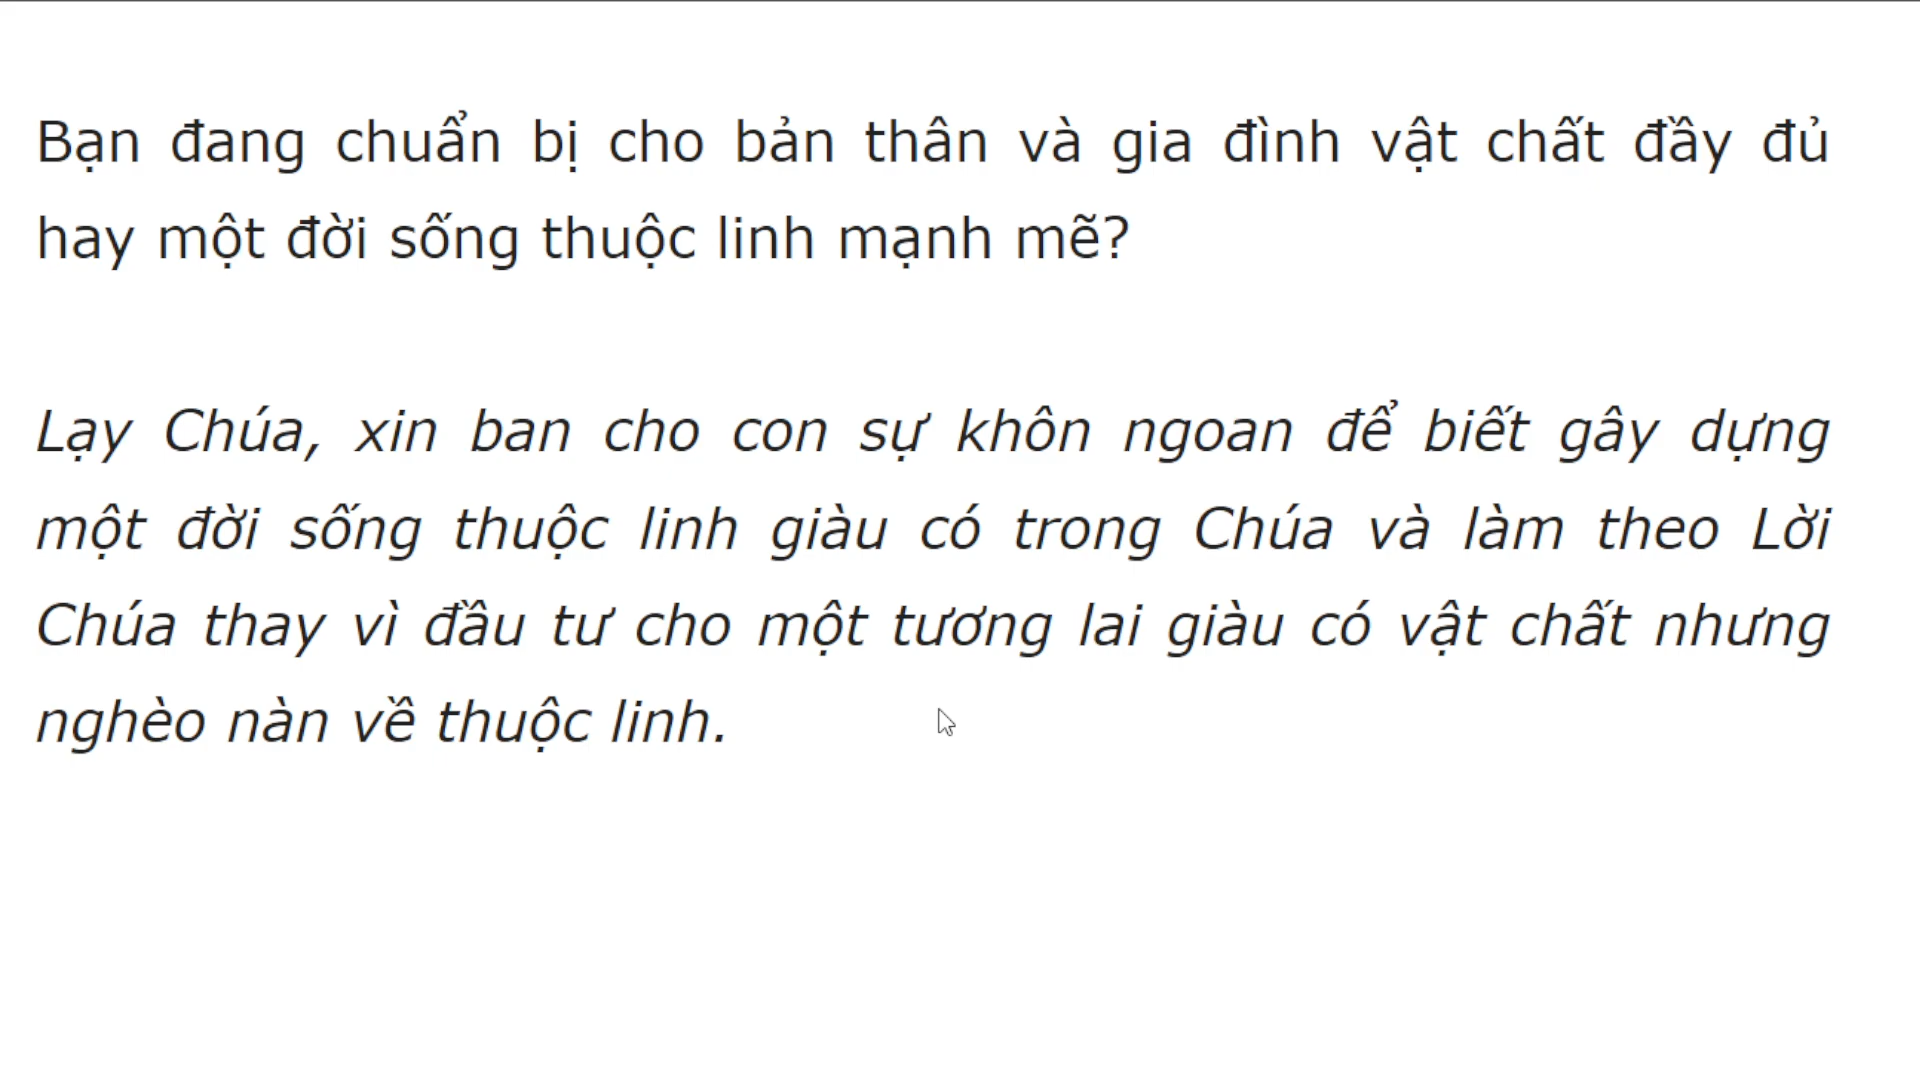 Bạn đang chuẩn bị cho bản thân và gia đình vật chất đầy đủ
hay một đời sống thuộc linh mạnh mẽ?
Lạy Chúa, xin ban cho con sự khôn ngoan để biết gây dựng
một đời sống thuộc linh giàu có trong Chúa và làm theo Lời
Chúa thay vì đầu tư cho một tương lai giàu có vật chất nhưng
nghèo nàn về thuộc linh.